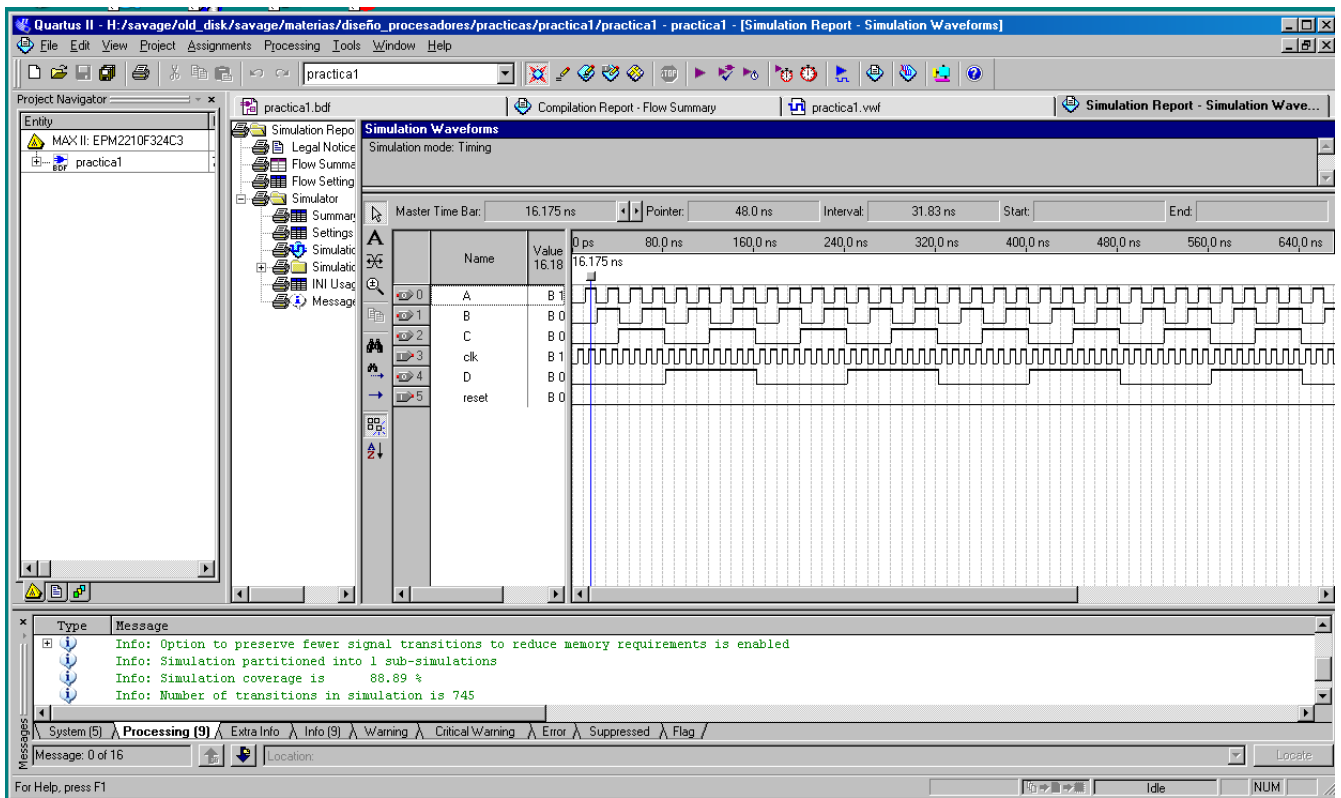 Quartus II - H:/savage/old_disk/savage/materias/diseño_procesadores/practicas/practica1/practica1 - practica1 - [Simulation Report - Simulation Waveforms]
File Edit View Project Assignments Processing Tools Window Help
practica1
Project Navigator
Entity
MAX II: EPM2210F324C3
practica1
practica1.bdf
Compilation Report - Flow Summary
practica1.vwf
Simulation Report - Simulation Wave...
Simulation Repo
Legal Notice
Flow Summa
Flow Setting
Simulator
Summary
Settings
Simulatio
Simulatio
INI Usag
Message
Simulation Waveforms
Simulation mode: Timing
Master Time Bar: 16.175 ns Pointer: 48.0 ns Interval: 31.83 ns Start: End:
Name
Value
16.18
0 ps 80.0 ns 160.0 ns 240.0 ns 320.0 ns 400.0 ns 480.0 ns 560.0 ns 640.0 ns
16.175 ns
0 A B 1
1 B B 0
2 C B 0
3 clk B 1
4 D B 0
5 reset B 0
Type Message
Info: Option to preserve fewer signal transitions to reduce memory requirements is enabled
Info: Simulation partitioned into 1 sub-simulations
Info: Simulation coverage is 88.89 %
Info: Number of transitions in simulation is 745
Messages
System (5) Processing (9) Extra Info Info (9) Warning Critical Warning Error Suppressed Flag
Message: 0 of 16
Location:
Locate
For Help, press F1
Idle
NUM